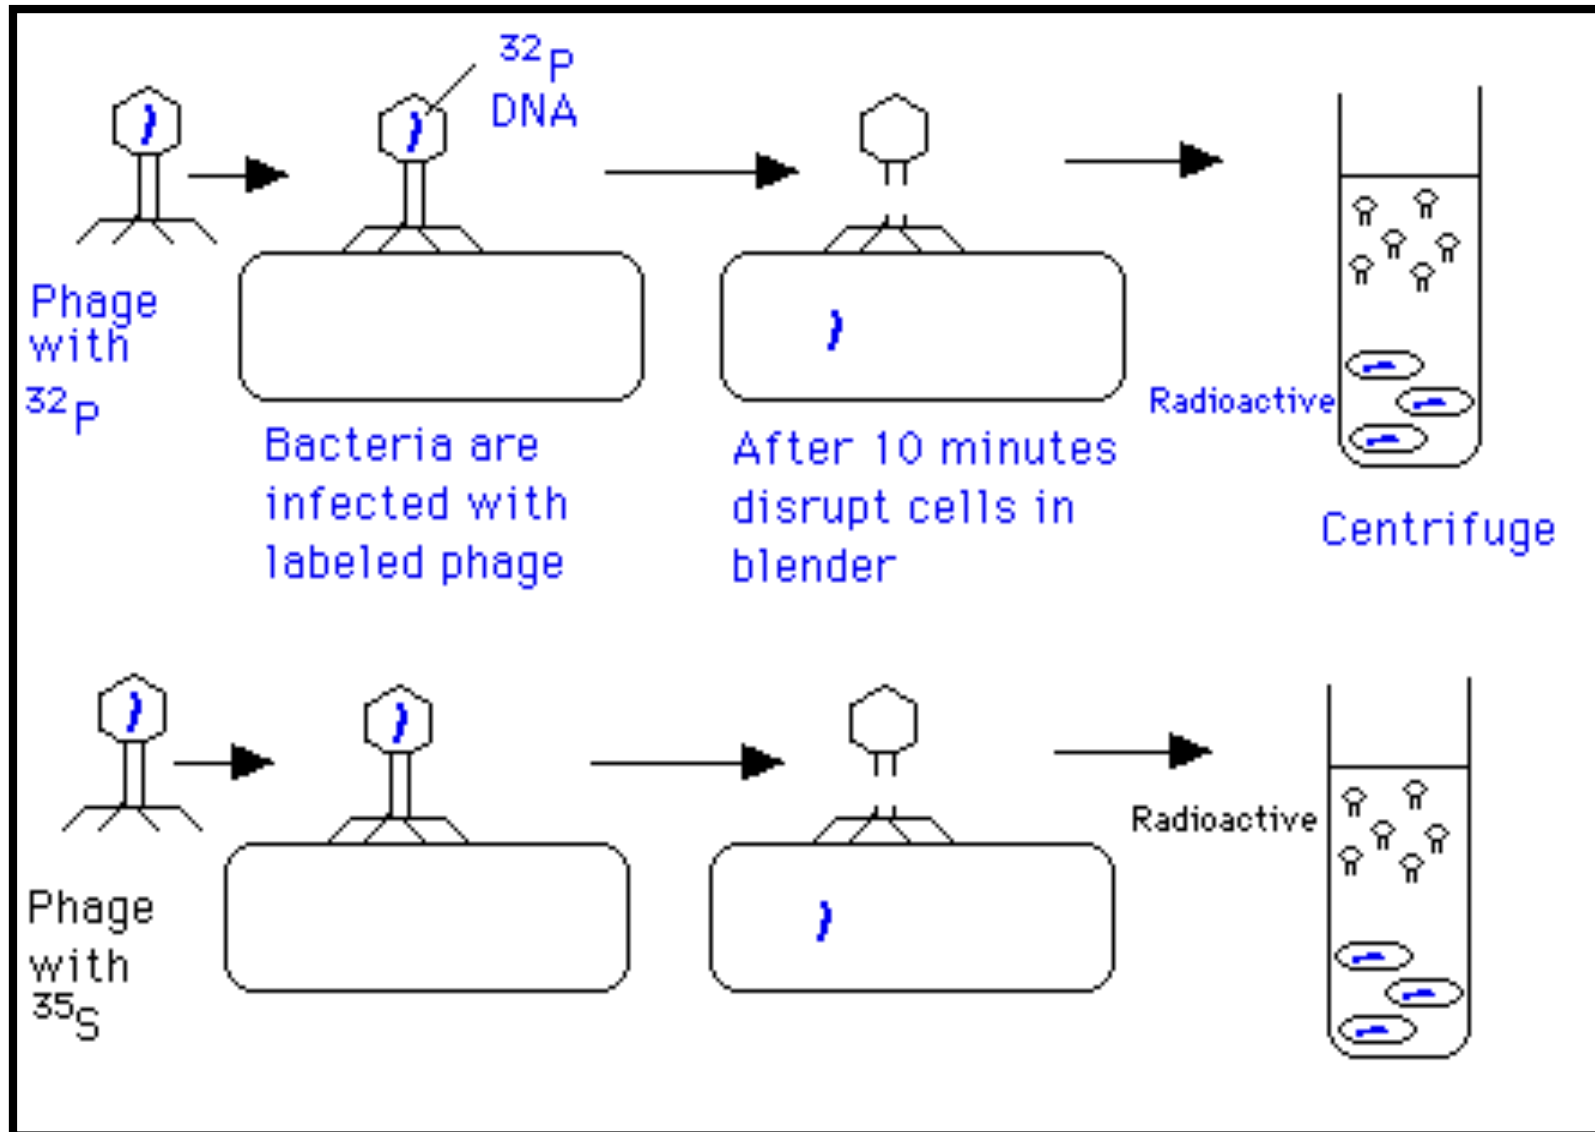 ³²P
DNA
Phage
with
³²P
Bacteria are
infected with
labeled phage
After 10 minutes
disrupt cells in
blender
Radioactive
Centrifuge
Phage
with
³⁵S
Radioactive